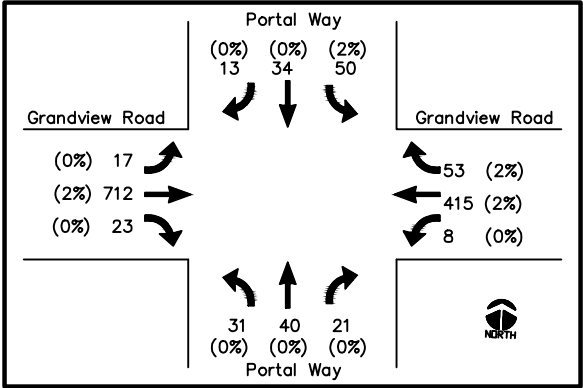 Portal Way
(0%) (0%) (2%)
13 34 50
Grandview Road
Grandview Road
(0%) 17
(2%) 712
(0%) 23
53 (2%)
415 (2%)
8 (0%)
31 40 21
(0%) (0%) (0%)
Portal Way
NORTH